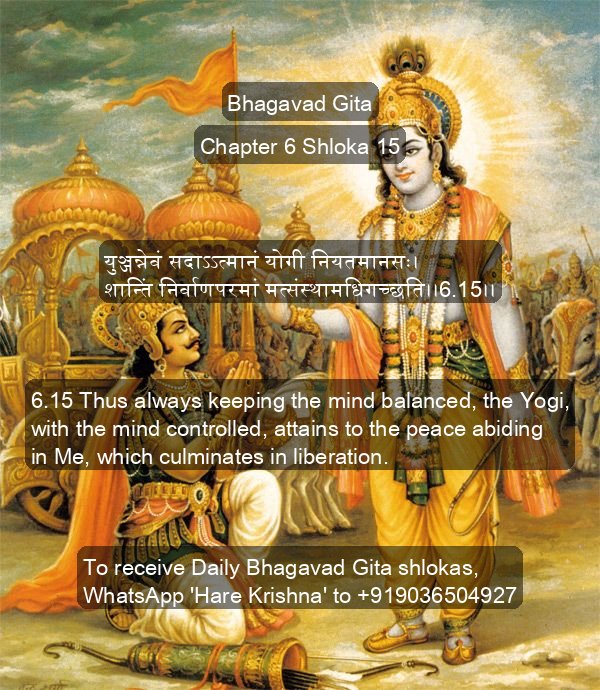 Bhagavad Gita
Chapter 6 Shloka 15
युञ्जन्नेवं सदाऽऽत्मानं योगी नियतमानसः।
शान्तिं निर्वाणपरमां मत्संस्थामधिगच्छति।।6.15।।
6.15 Thus always keeping the mind balanced, the Yogi,
with the mind controlled, attains to the peace abiding
in Me, which culminates in liberation.
To receive Daily Bhagavad Gita shlokas,
WhatsApp 'Hare Krishna' to +919036504927